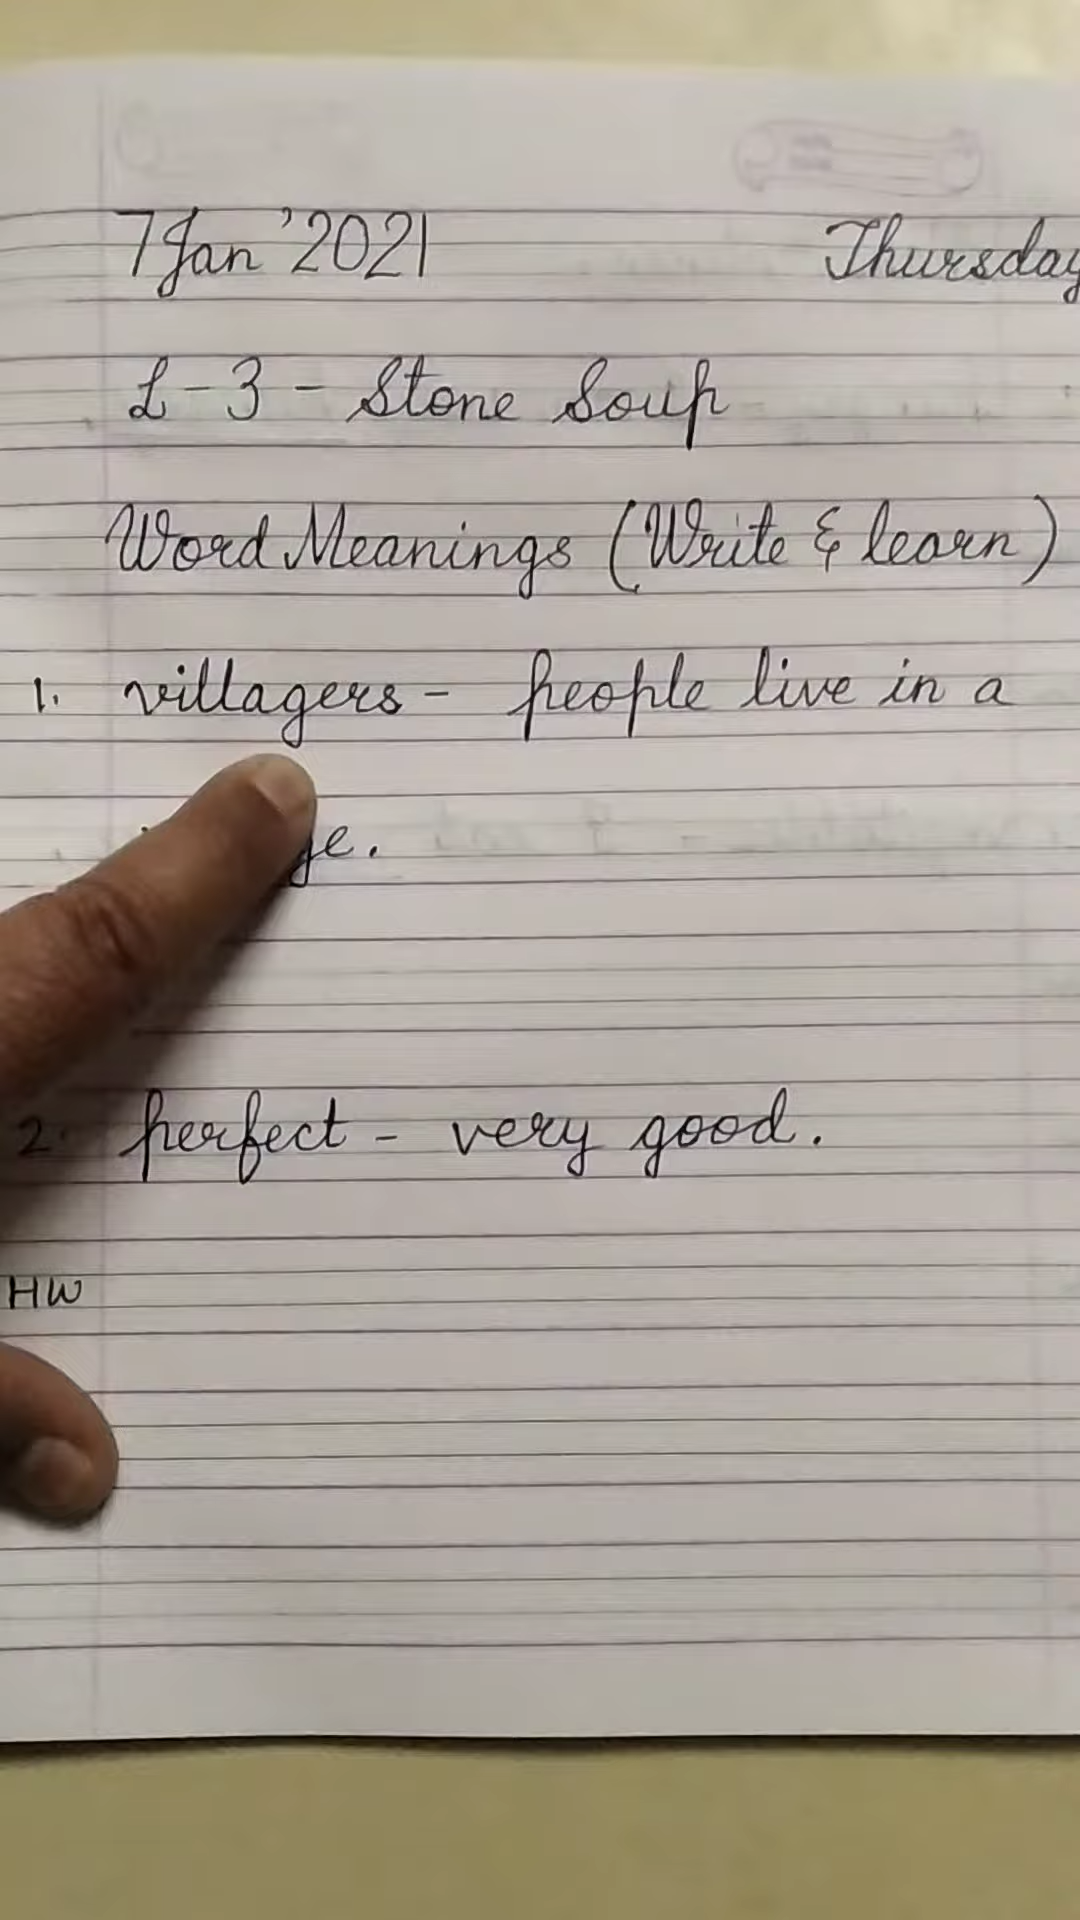 7 Jan '2021 Thursday
L-3 - Stone Soup
Word Meanings (Write & learn)
1. villagers - people live in a
ge.
2. perfect - very good.
HW